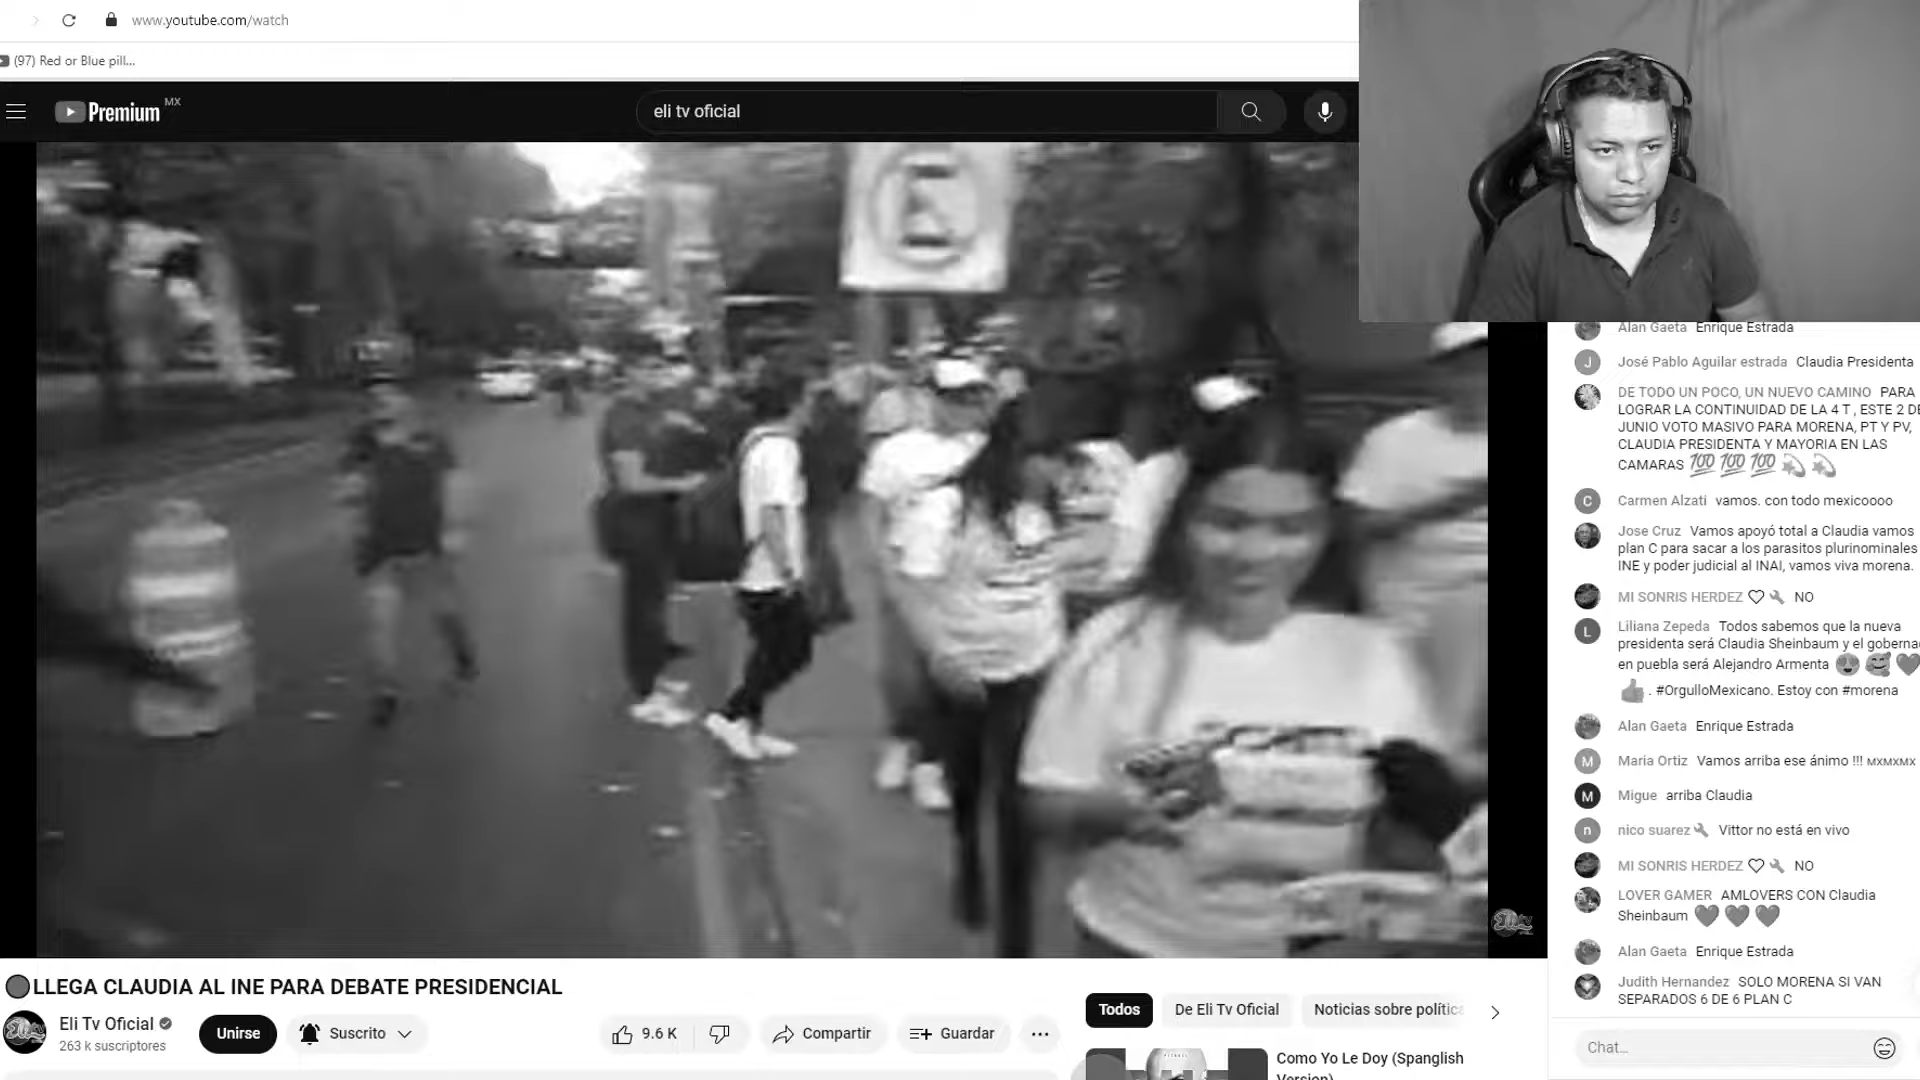 www.youtube.com/watch
(97) Red or Blue pill...
Premium MX
eli tv oficial
Alan Gaeta Enrique Estrada
José Pablo Aguilar estrada Claudia Presidenta
DE TODO UN POCO, UN NUEVO CAMINO PARA
LOGRAR LA CONTINUIDAD DE LA 4 T , ESTE 2 DE
JUNIO VOTO MASIVO PARA MORENA, PT Y PV,
CLAUDIA PRESIDENTA Y MAYORIA EN LAS
CAMARAS 💯 💯 💯 💫 💫
C Carmen Alzati vamos. con todo mexicoooo
Jose Cruz Vamos apoyó total a Claudia vamos
plan C para sacar a los parasitos plurinominales
INE y poder judicial al INAI, vamos viva morena.
MI SONRIS HERDEZ NO
L Liliana Zepeda Todos sabemos que la nueva
presidenta será Claudia Sheinbaum y el goberna
en puebla será Alejandro Armenta
. #OrgulloMexicano. Estoy con #morena
Alan Gaeta Enrique Estrada
M Maria Ortiz Vamos arriba ese ánimo !!! MXMXMX
M Migue arriba Claudia
n nico suarez Vittor no está en vivo
MI SONRIS HERDEZ NO
LOVER GAMER AMLOVERS CON Claudia
Sheinbaum
Alan Gaeta Enrique Estrada
Judith Hernandez SOLO MORENA SI VAN
SEPARADOS 6 DE 6 PLAN C
Chat...
LLEGA CLAUDIA AL INE PARA DEBATE PRESIDENCIAL
Eli Tv Oficial
263 k suscriptores
Unirse
Suscrito
9.6 K
Compartir
Guardar
Todos
De Eli Tv Oficial
Noticias sobre política
Como Yo Le Doy (Spanglish
Version)